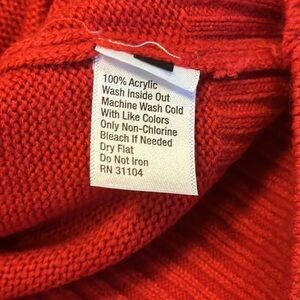 100% Acrylic
Wash Inside Out
Machine Wash Cold
With Like Colors
Only Non-Chlorine
Bleach If Needed
Dry Flat
Do Not Iron
RN 31104